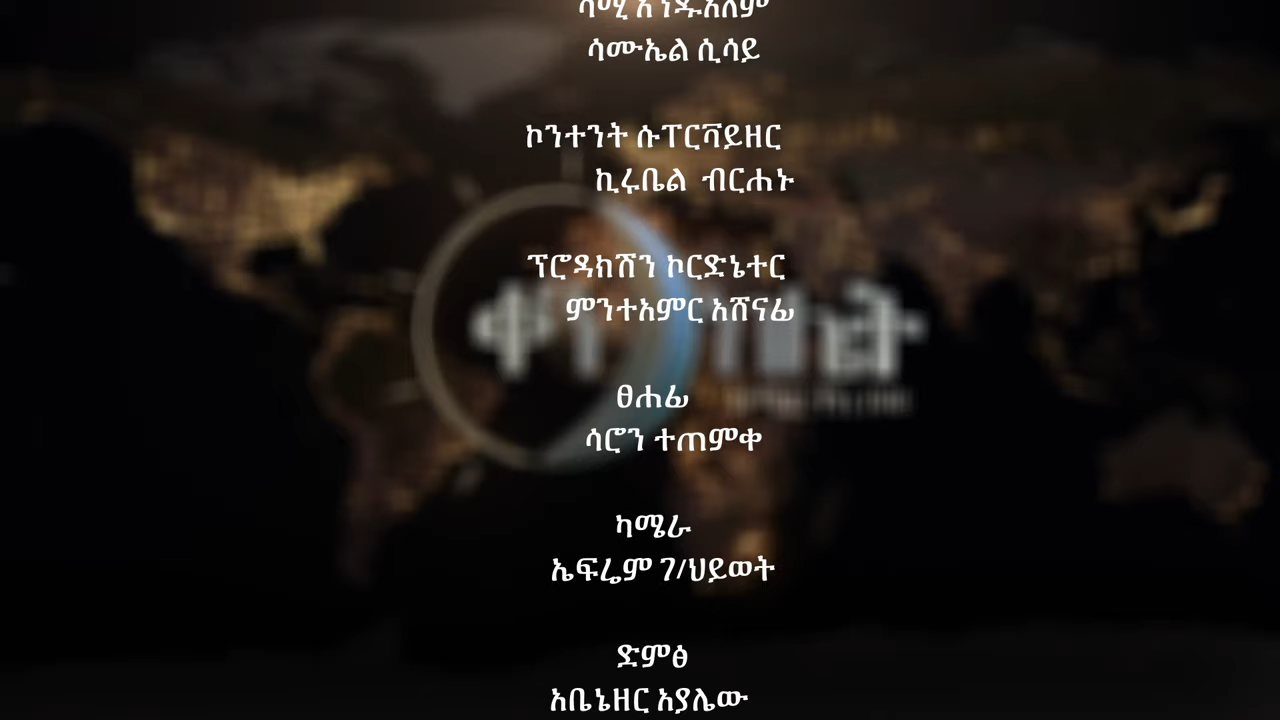 ሳሙኤል ሲሳይ
ኮንተንት ሱፐርቫይዘር
ኪሩቤል ብርሐኑ
ፕሮዳክሽን ኮርድኔተር
ምንተአምር አሸናፊ
ፀሐፊ
ሳሮን ተጠምቀ
ካሜራ
ኤፍሬም ገ/ህይወት
ድምፅ
አቤኔዘር አያሌው